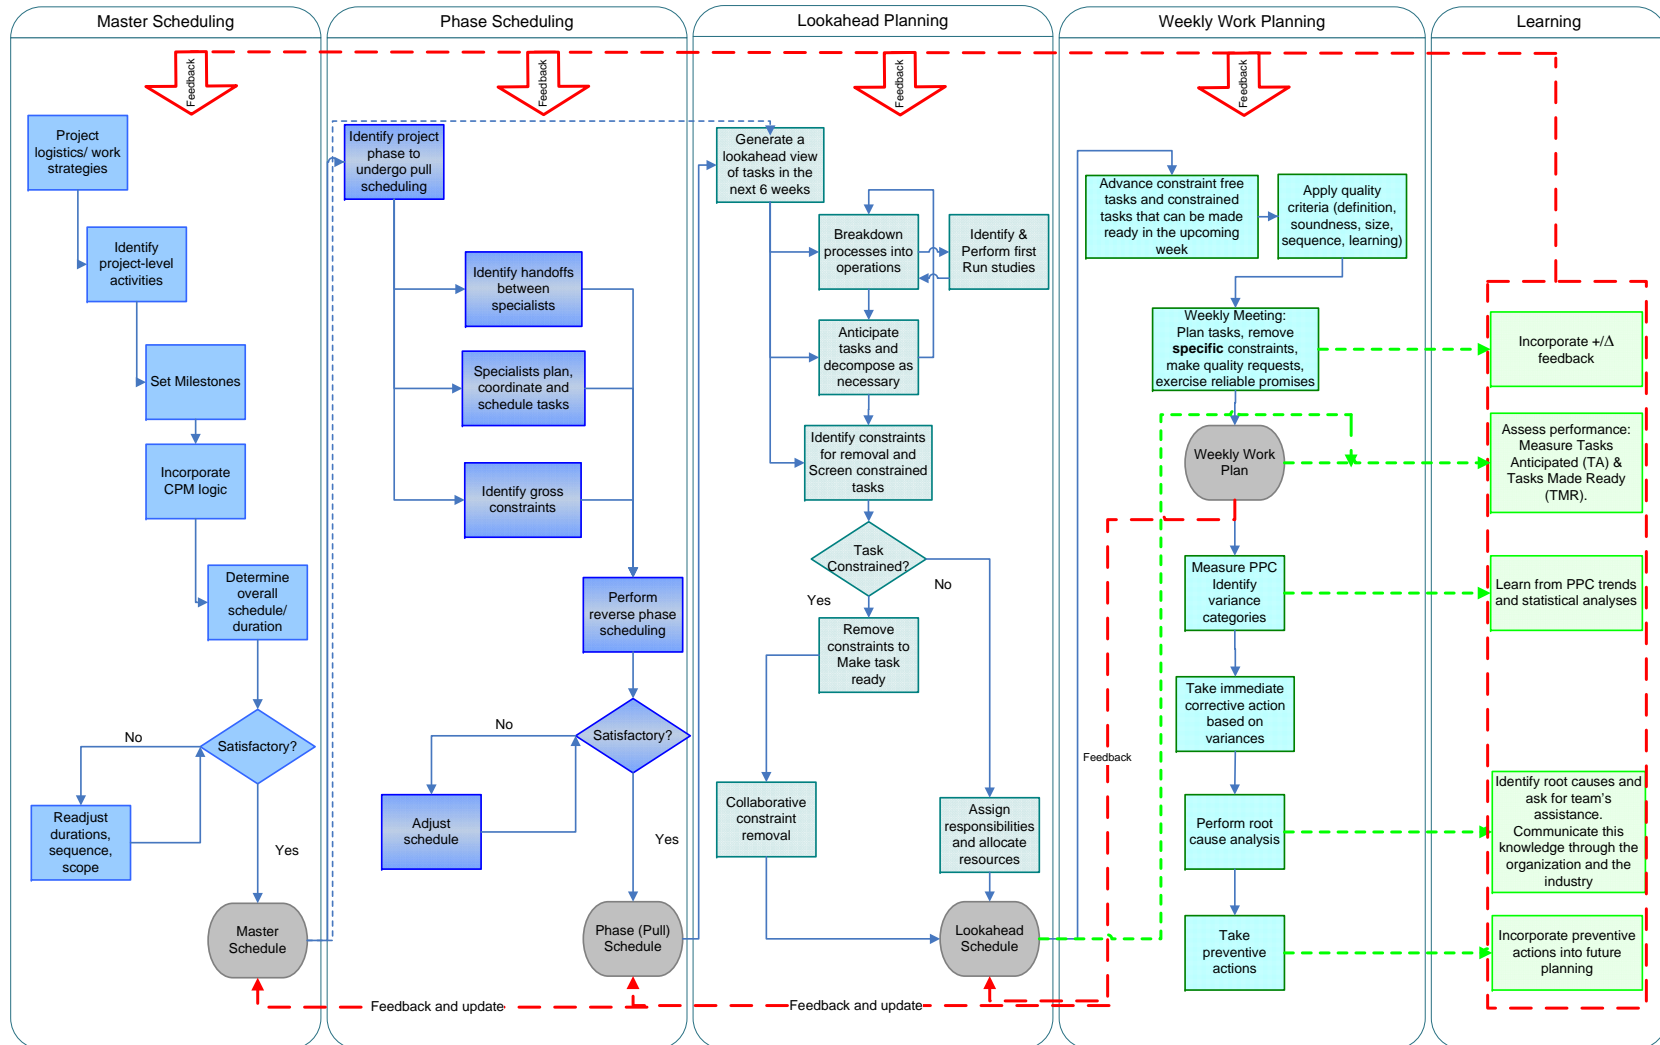 Master Scheduling
Phase Scheduling
Lookahead Planning
Weekly Work Planning
Learning
Feedback
Feedback
Feedback
Feedback
Project
logistics/ work
strategies
Identify
project-level
activities
Set Milestones
Incorporate
CPM logic
Determine
overall
schedule/
duration
Satisfactory?
No
Readjust
durations,
sequence,
scope
Yes
Master
Schedule
Identify project
phase to
undergo pull
scheduling
Identify handoffs
between
specialists
Specialists plan,
coordinate and
schedule tasks
Identify gross
constraints
Perform
reverse phase
scheduling
Satisfactory?
No
Adjust
schedule
Yes
Phase (Pull)
Schedule
Generate a
lookahead view
of tasks in the
next 6 weeks
Breakdown
processes into
operations
Identify &
Perform first
Run studies
Anticipate
tasks and
decompose as
necessary
Identify constraints
for removal and
Screen constrained
tasks
Task
Constrained?
No
Yes
Remove
constraints to
Make task
ready
Collaborative
constraint
removal
Assign
responsibilities
and allocate
resources
Lookahead
Schedule
Advance constraint free
tasks and constrained
tasks that can be made
ready in the upcoming
week
Apply quality
criteria (definition,
soundness, size,
sequence, learning)
Weekly Meeting:
Plan tasks, remove
specific constraints,
make quality requests,
exercise reliable promises
Weekly Work
Plan
Measure PPC
Identify
variance
categories
Take immediate
corrective action
based on
variances
Feedback
Perform root
cause analysis
Take
preventive
actions
Incorporate +/Δ
feedback
Assess performance:
Measure Tasks
Anticipated (TA) &
Tasks Made Ready
(TMR).
Learn from PPC trends
and statistical analyses
Identify root causes and
ask for team's
assistance.
Communicate this
knowledge through the
organization and the
industry
Incorporate preventive
actions into future
planning
Feedback and update
Feedback and update